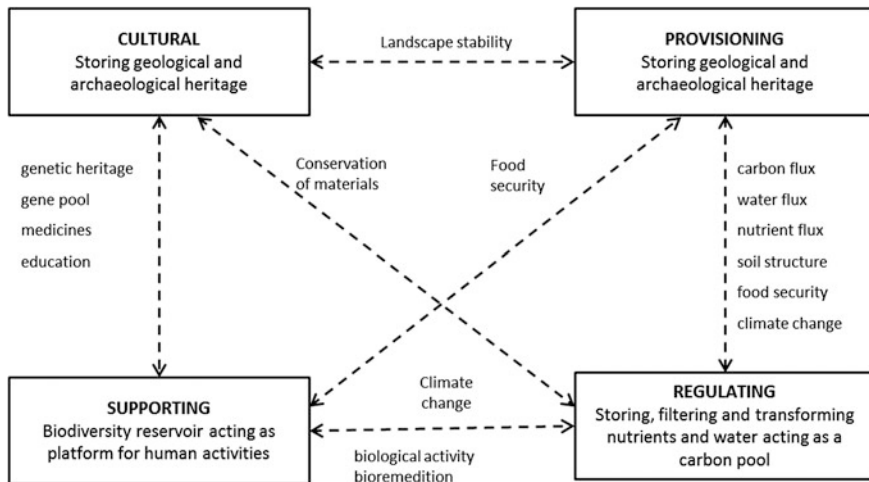 CULTURAL
Storing geological and
archaeological heritage
Landscape stability
PROVISIONING
Storing geological and
archaeological heritage
genetic heritage
gene pool
medicines
education
Conservation
of materials
Food
security
carbon flux
water flux
nutrient flux
soil structure
food security
climate change
SUPPORTING
Biodiversity reservoir acting as
platform for human activities
Climate
change
biological activity
bioremedition
REGULATING
Storing, filtering and transforming
nutrients and water acting as a
carbon pool